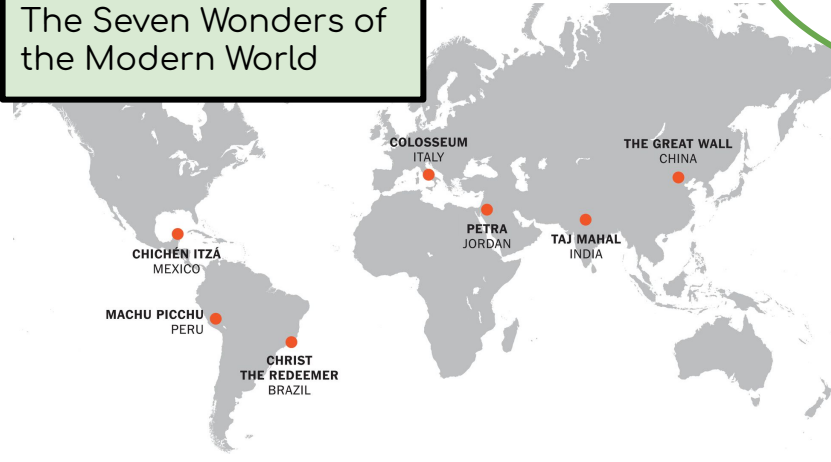 The Seven Wonders of
the Modern World
COLOSSEUM
ITALY
THE GREAT WALL
CHINA
PETRA
JORDAN
TAJ MAHAL
INDIA
CHICHÉN ITZÁ
MEXICO
MACHU PICCHU
PERU
CHRIST
THE REDEEMER
BRAZIL